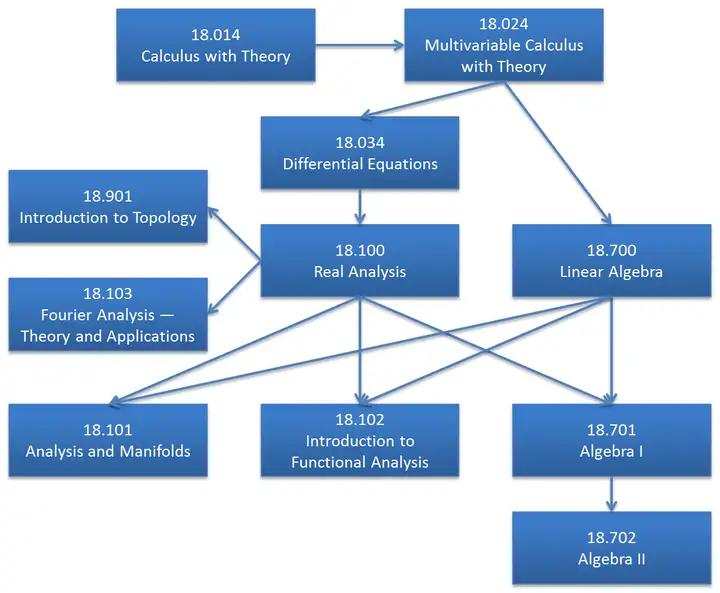 18.014
Calculus with Theory
18.024
Multivariable Calculus
with Theory
18.034
Differential Equations
18.901
Introduction to Topology
18.100
Real Analysis
18.700
Linear Algebra
18.103
Fourier Analysis —
Theory and Applications
18.101
Analysis and Manifolds
18.102
Introduction to
Functional Analysis
18.701
Algebra I
18.702
Algebra II